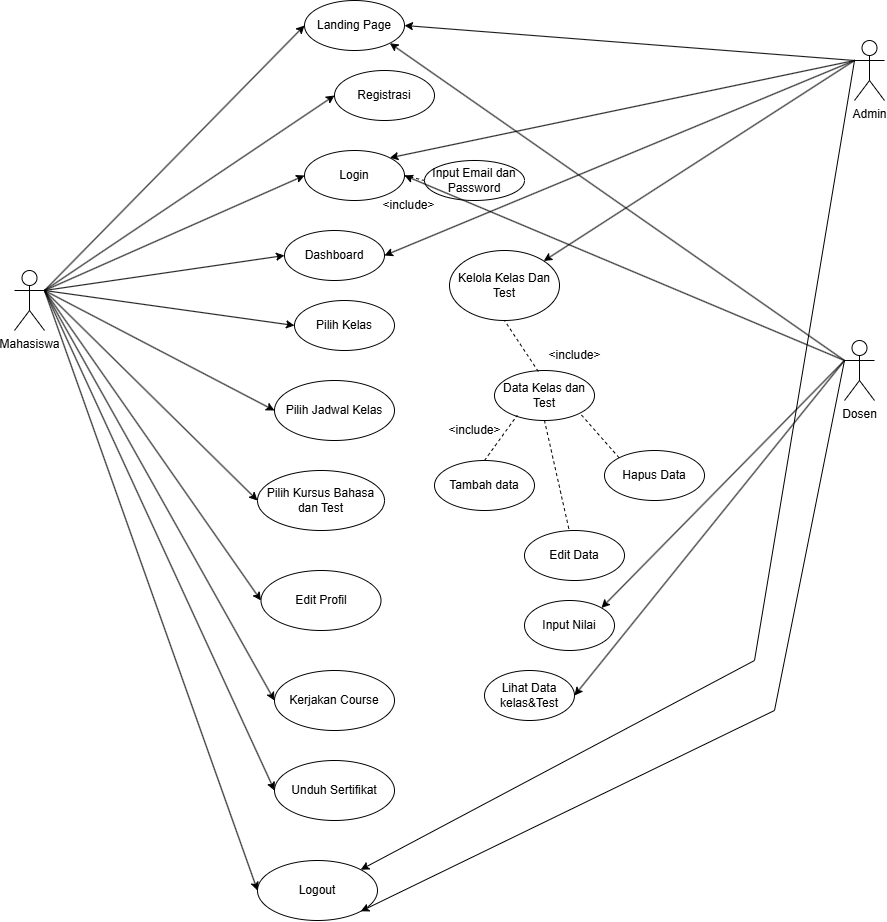 Landing Page
Registrasi
Admin
Login
Input Email dan
Password
<include>
Dashboard
Kelola Kelas Dan
Test
Pilih Kelas
Mahasiswa
<include>
Data Kelas dan
Test
Pilih Jadwal Kelas
Dosen
<include>
Hapus Data
Tambah data
Pilih Kursus Bahasa
dan Test
Edit Data
Edit Profil
Input Nilai
Lihat Data
kelas&Test
Kerjakan Course
Unduh Sertifikat
Logout